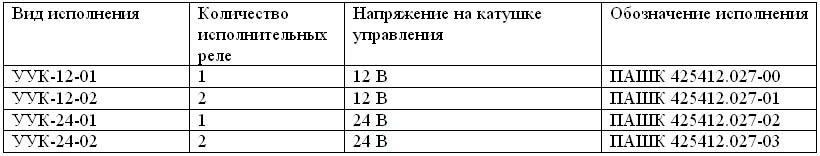 Вид исполнения Количество исполнительных реле Напряжение на катушке управления Обозначение исполнения
УУК-12-01 1 12 В ПАШК 425412.027-00
УУК-12-02 2 12 В ПАШК 425412.027-01
УУК-24-01 1 24 В ПАШК 425412.027-02
УУК-24-02 2 24 В ПАШК 425412.027-03